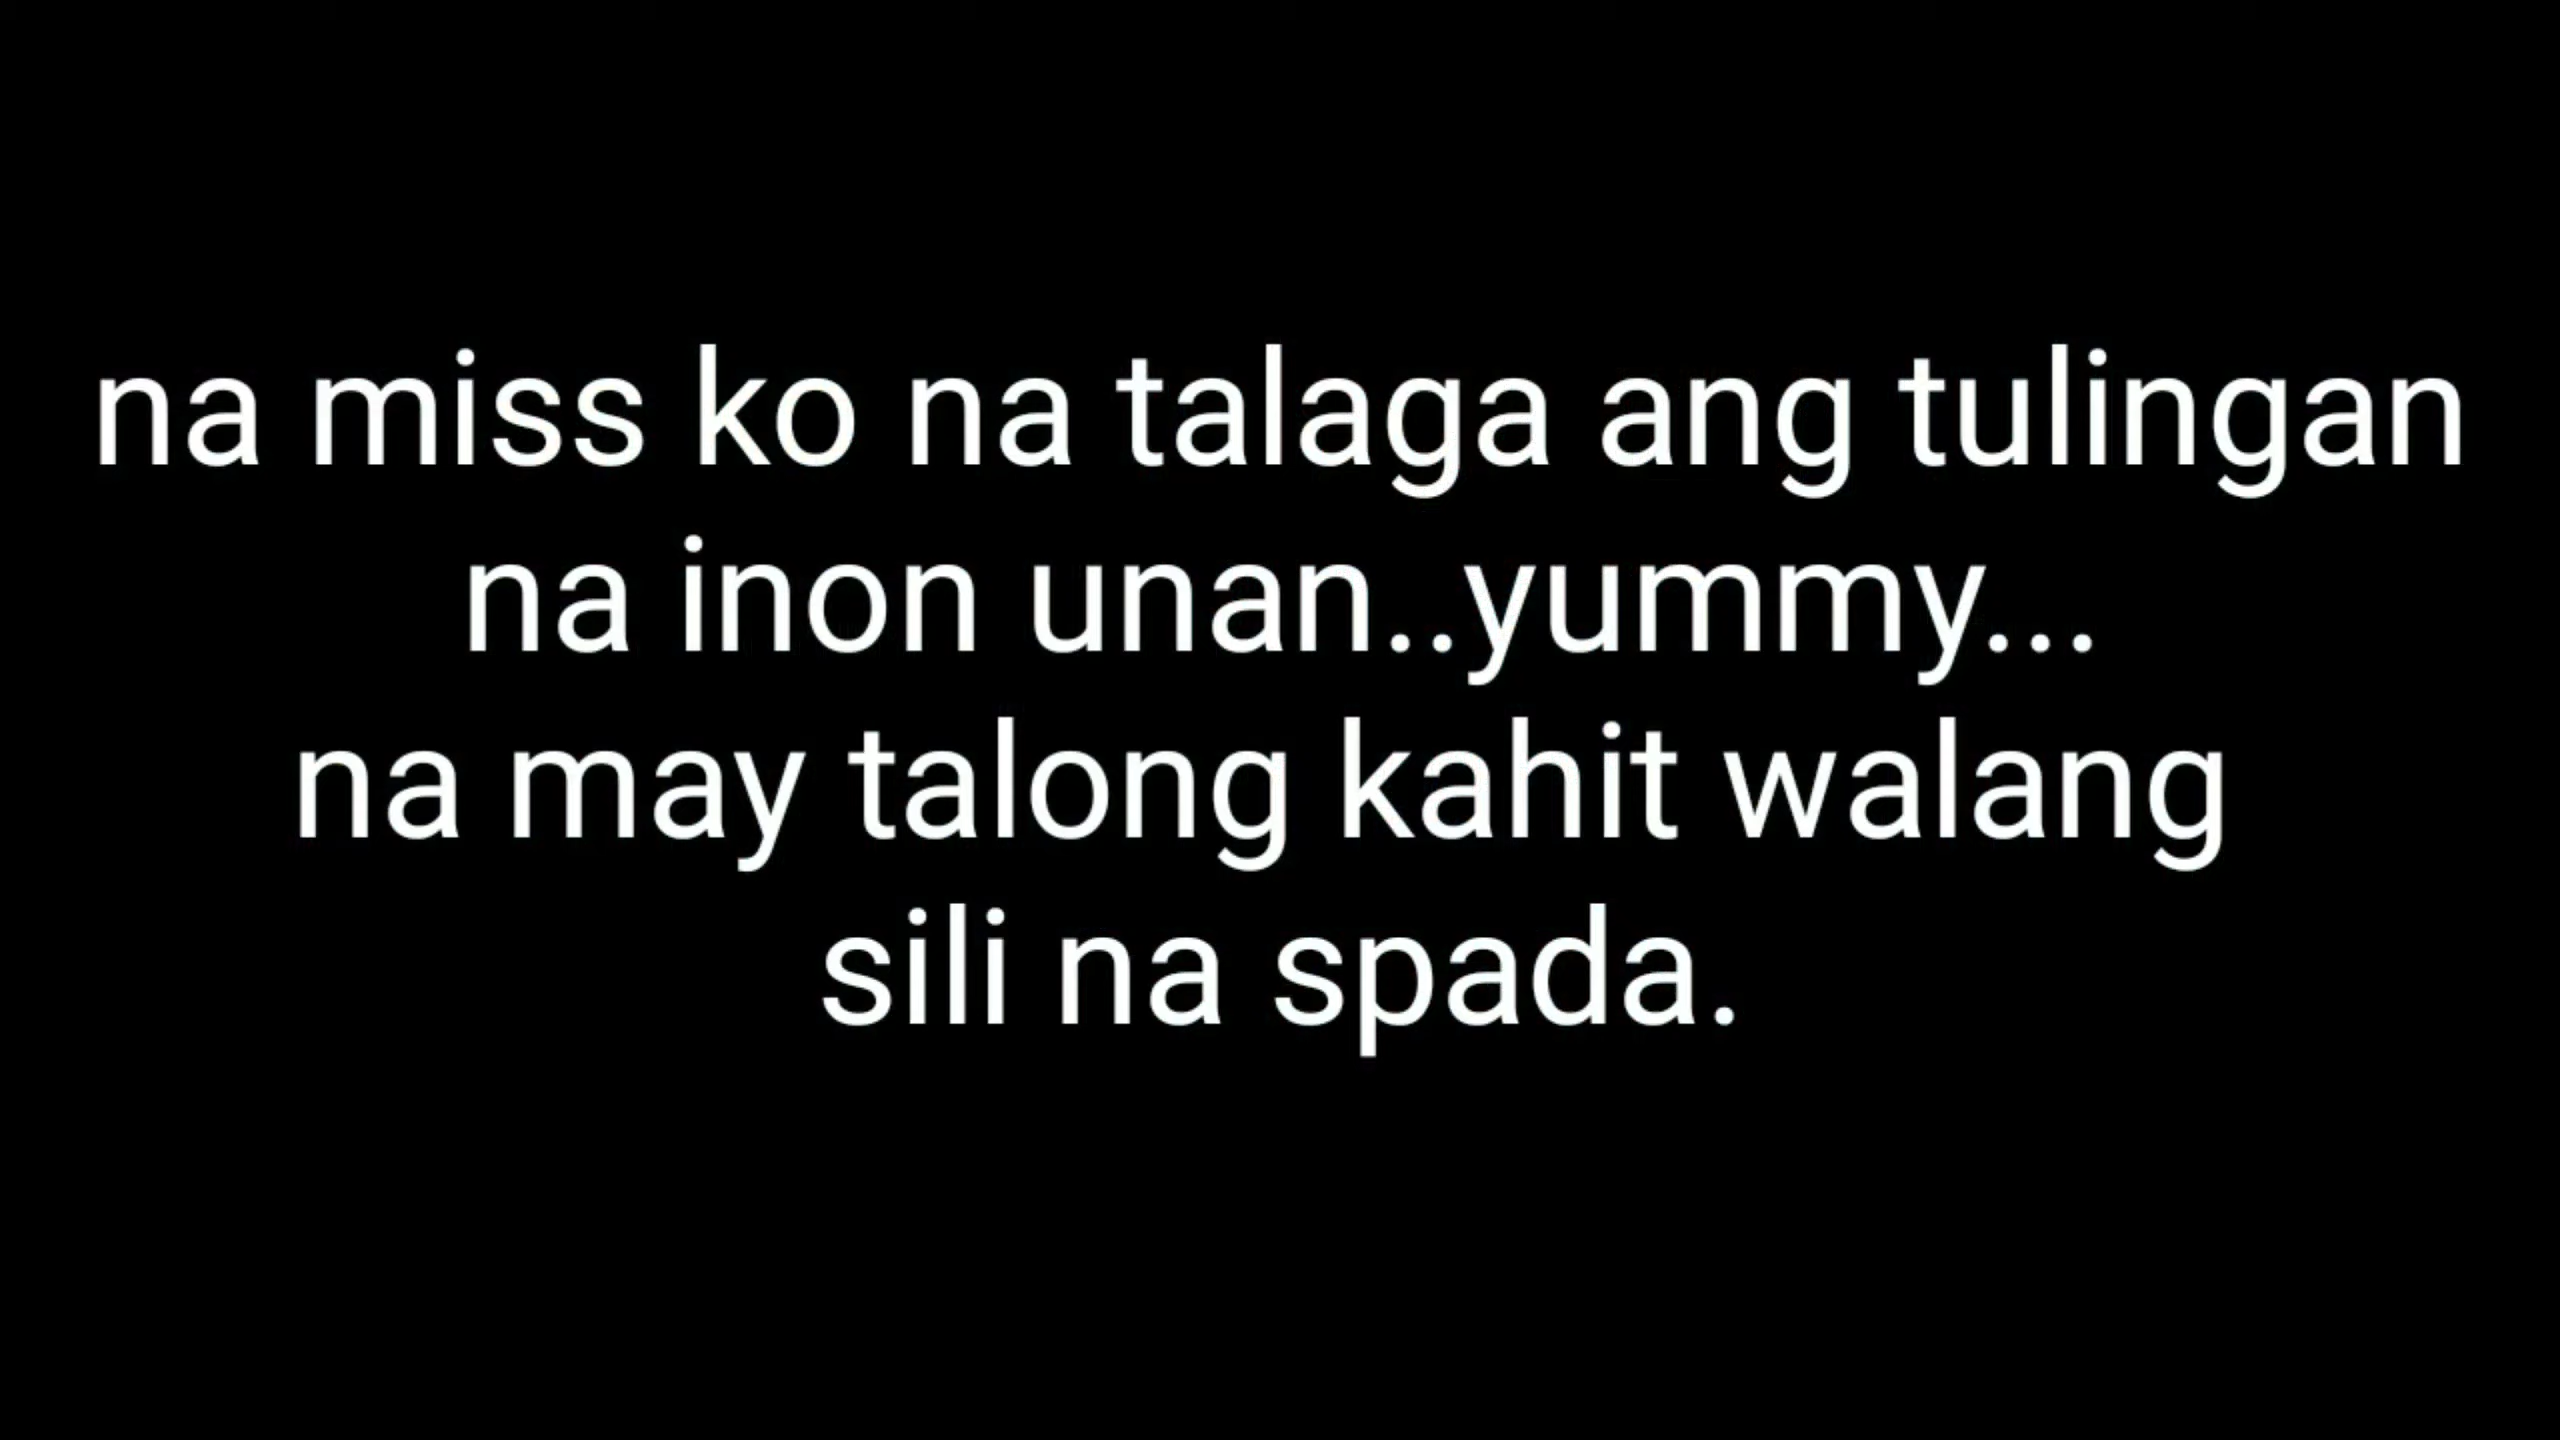 na miss ko na talaga ang tulingan
na inon unan..yummy...
na may talong kahit walang
sili na spada.